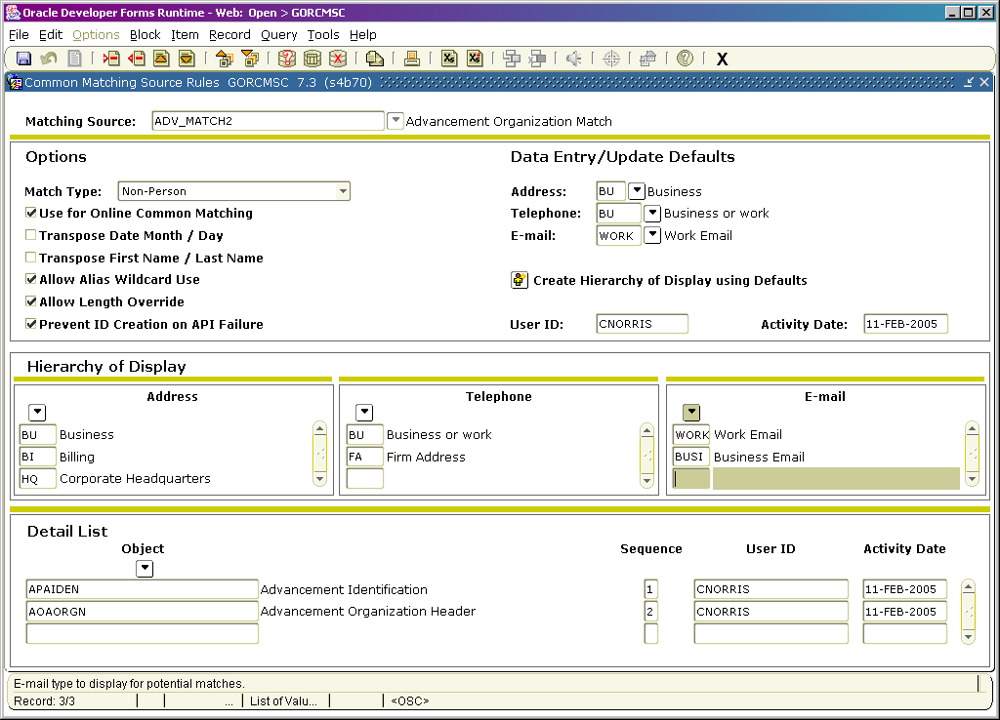 Oracle Developer Forms Runtime - Web: Open > GORCMSC
File Edit Options Block Item Record Query Tools Help
Common Matching Source Rules GORCMSC 7.3 (s4b70)
Matching Source: ADV_MATCH2 Advancement Organization Match
Options
Match Type: Non-Person
Use for Online Common Matching
Transpose Date Month / Day
Transpose First Name / Last Name
Allow Alias Wildcard Use
Allow Length Override
Prevent ID Creation on API Failure
Data Entry/Update Defaults
Address: BU Business
Telephone: BU Business or work
E-mail: WORK Work Email
Create Hierarchy of Display using Defaults
User ID: CNORRIS Activity Date: 11-FEB-2005
Hierarchy of Display
Address
BU Business
BI Billing
HQ Corporate Headquarters
Telephone
BU Business or work
FA Firm Address
E-mail
WORK Work Email
BUSI Business Email
Detail List
Object Sequence User ID Activity Date
APAIDEN Advancement Identification 1 CNORRIS 11-FEB-2005
AOAORGN Advancement Organization Header 2 CNORRIS 11-FEB-2005
E-mail type to display for potential matches.
Record: 3/3 ... List of Valu... <OSC>